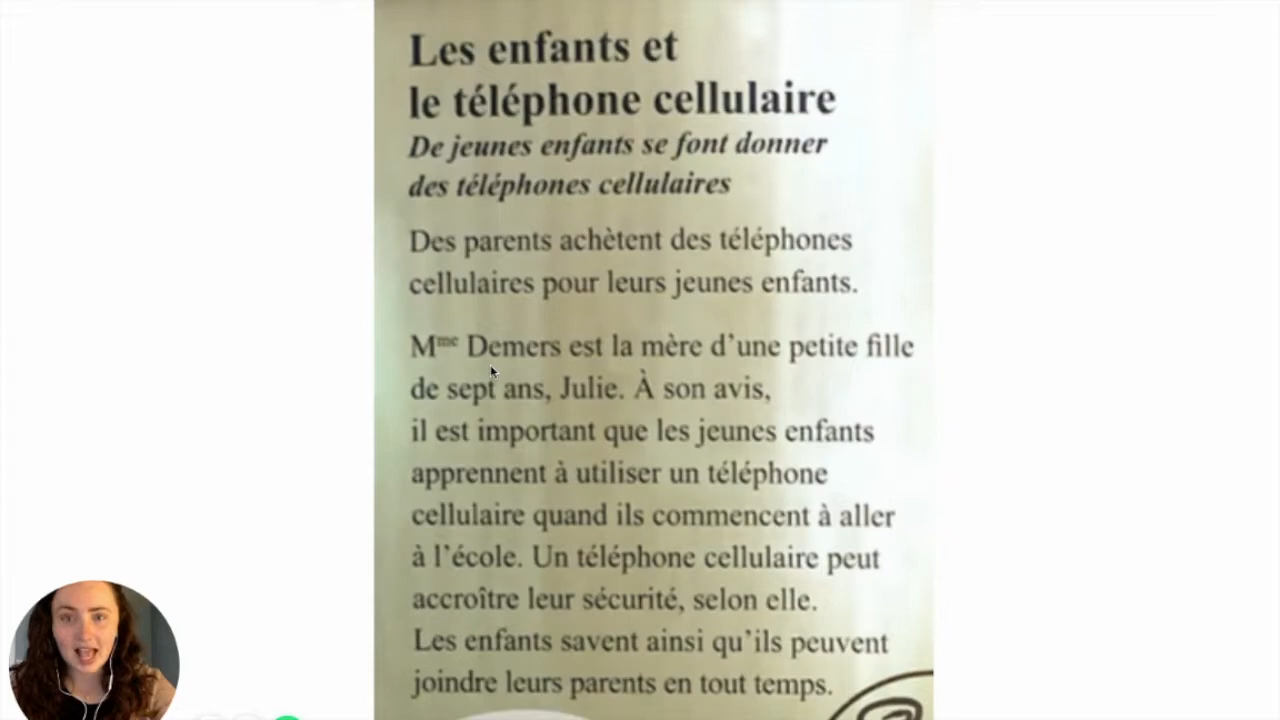 Les enfants et
le téléphone cellulaire
De jeunes enfants se font donner
des téléphones cellulaires
Des parents achètent des téléphones
cellulaires pour leurs jeunes enfants.
Mme Demers est la mère d'une petite fille
de sept ans, Julie. À son avis,
il est important que les jeunes enfants
apprennent à utiliser un téléphone
cellulaire quand ils commencent à aller
à l'école. Un téléphone cellulaire peut
accroître leur sécurité, selon elle.
Les enfants savent ainsi qu'ils peuvent
joindre leurs parents en tout temps.